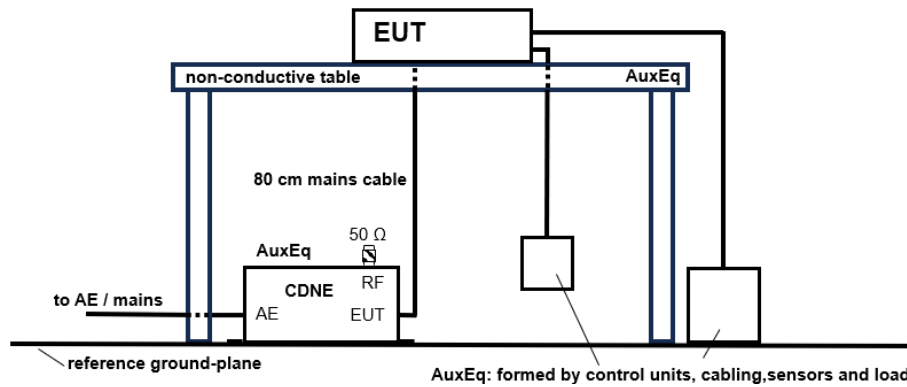 EUT
non-conductive table
AuxEq
80 cm mains cable
50 Ω
AuxEq
RF
CDNE
to AE / mains
AE
EUT
reference ground-plane
AuxEq: formed by control units, cabling,sensors and load